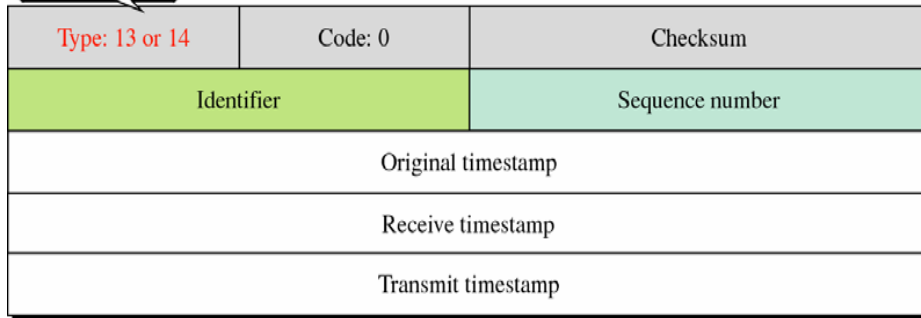 Type: 13 or 14 Code: 0 Checksum
Identifier Sequence number
Original timestamp
Receive timestamp
Transmit timestamp